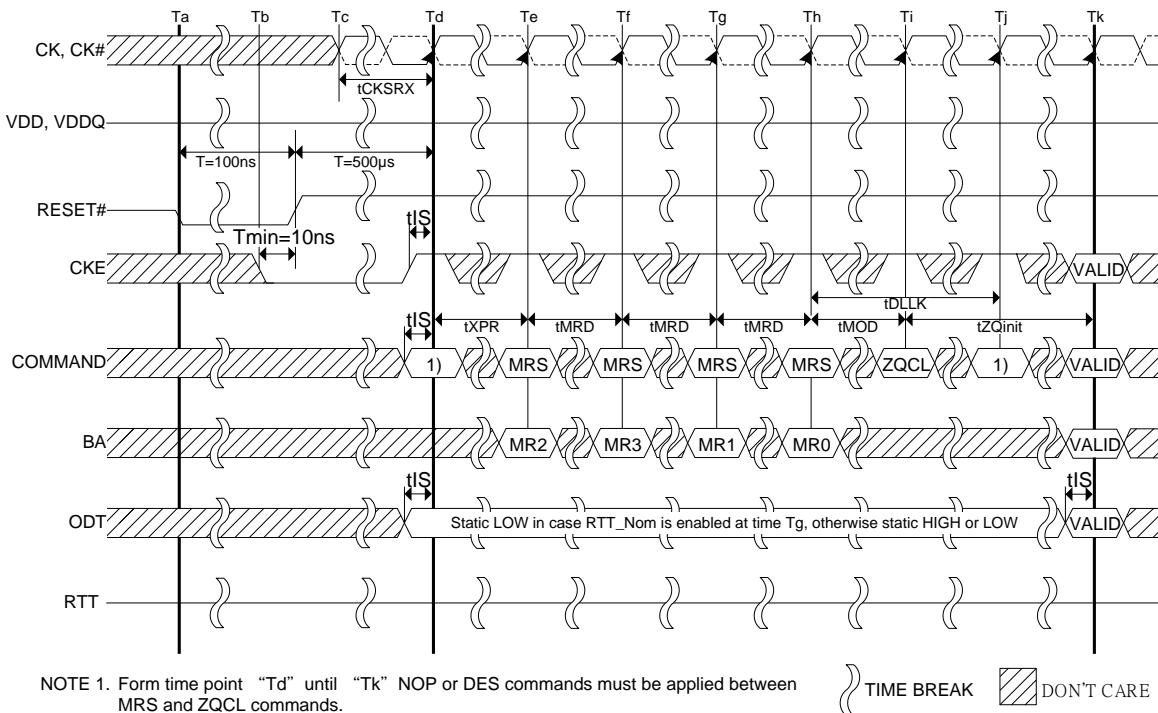 Ta Tb Tc Td Te Tf Tg Th Ti Tj Tk
CK, CK#
tCKSRX
VDD, VDDQ
T=100ns T=500μs
RESET#
Tmin=10ns tIS
CKE VALID
tDLLK
tIS tXPR tMRD tMRD tMRD tMOD tZQinit
COMMAND 1) MRS MRS MRS MRS ZQCL 1) VALID
BA MR2 MR3 MR1 MR0 VALID
tIS tIS
ODT Static LOW in case RTT_Nom is enabled at time Tg, otherwise static HIGH or LOW VALID
RTT
NOTE 1. Form time point “Td” until “Tk” NOP or DES commands must be applied between
MRS and ZQCL commands.
TIME BREAK DON'T CARE